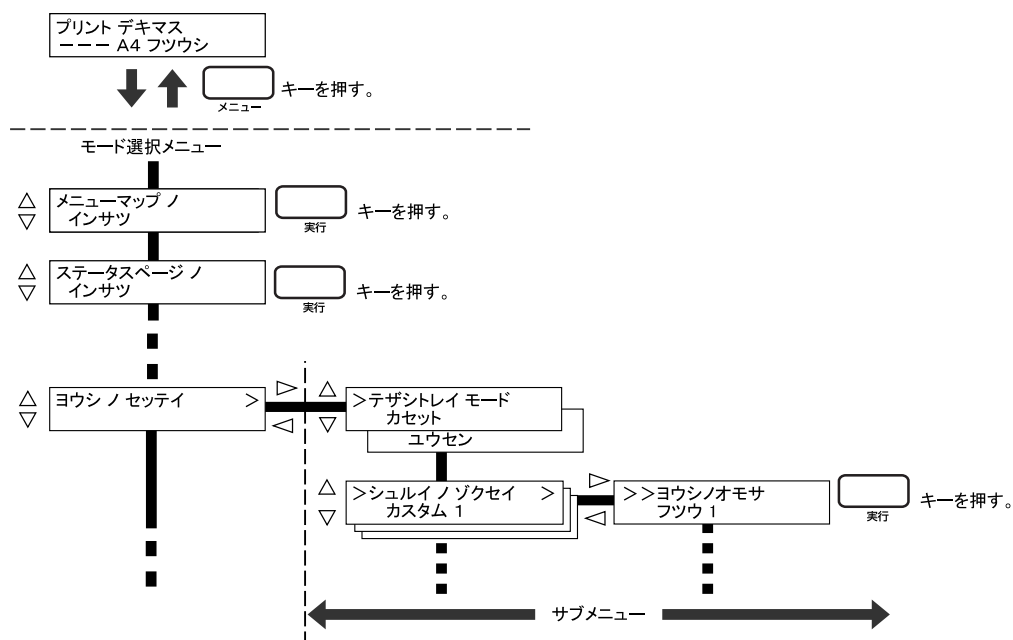 プリント デキマス
ーーー A4 フツウシ
キーを押す。
メニュー
モード選択メニュー
メニューマップ ノ
インサツ
キーを押す。
実行
ステータスページ ノ
インサツ
キーを押す。
実行
ヨウシ ノ セッテイ >
>テザシトレイ モード
カセット
ユウセン
>シュルイ ノ ゾクセイ >
カスタム 1
>>ヨウシノオモサ
フツウ 1
キーを押す。
実行
サブメニュー